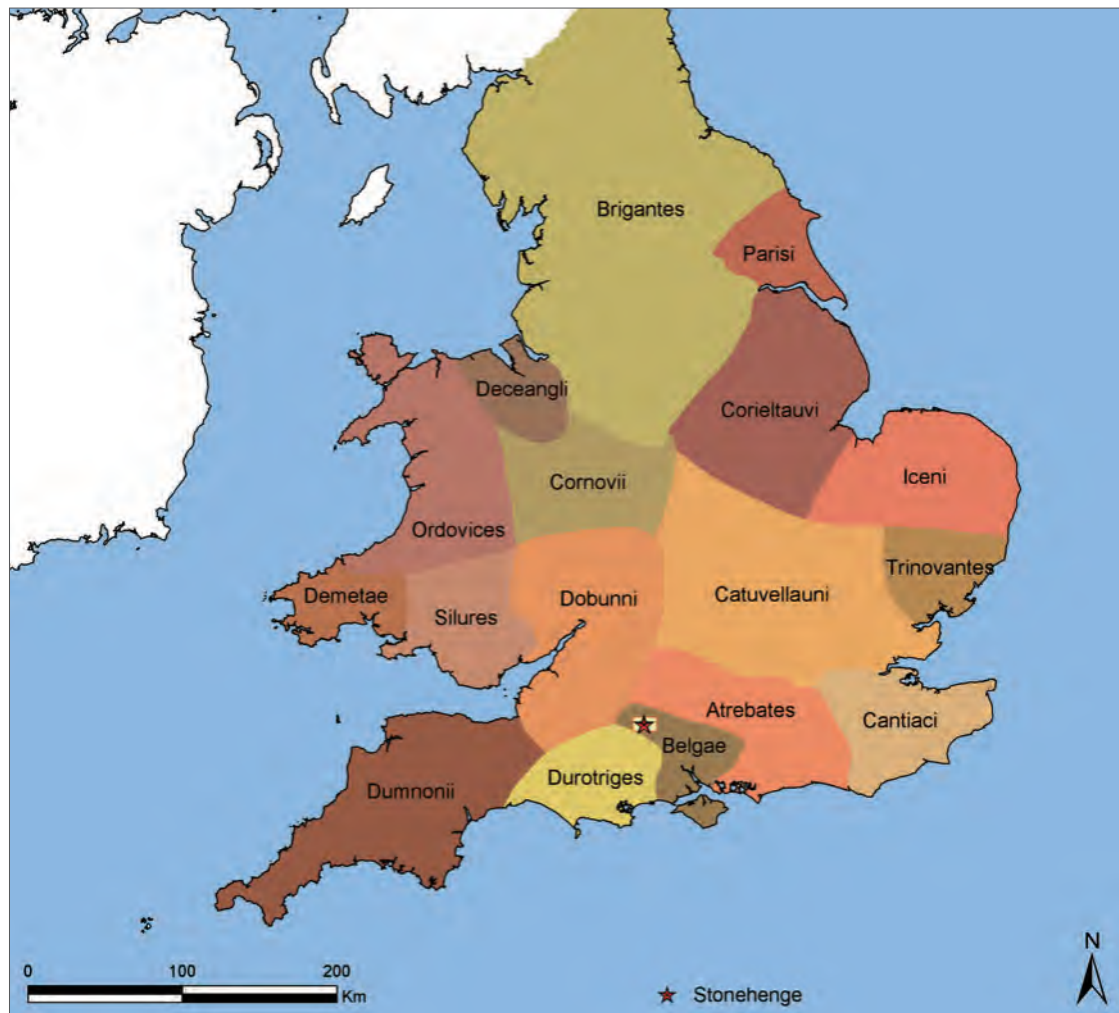 Brigantes
Parisi
Deceangli
Corieltauvi
Cornovii
Iceni
Ordovices
Trinovantes
Demetae
Silures
Dobunni
Catuvellauni
Atrebates
Cantiaci
Belgae
Durotriges
Dumnonii
N
0 100 200
Km
Stonehenge